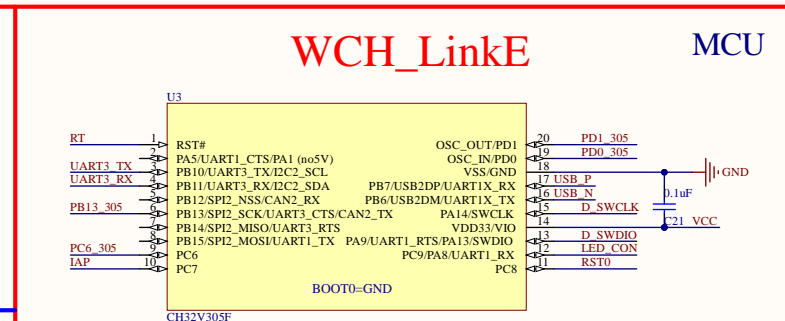 WCH_LinkE
MCU
U3
RT 1 RST# OSC_OUT/PD1 20 PD1_305
2 PA5/UART1_CTS/PA1 (no5V) OSC_IN/PD0 19 PD0_305
UART3_TX 3 PB10/UART3_TX/I2C2_SCL VSS/GND 18 GND
UART3_RX 4 PB11/UART3_RX/I2C2_SDA PB7/USB2DP/UART1X_RX 17 USB_P
5 PB12/SPI2_NSS/CAN2_RX PB6/USB2DM/UART1X_TX 16 USB_N 0.1uF
PB13_305 6 PB13/SPI2_SCK/UART3_CTS/CAN2_TX PA14/SWCLK 15 D_SWCLK
7 PB14/SPI2_MISO/UART3_RTS VDD33/VIO 14 C21 VCC
8 PB15/SPI2_MOSI/UART1_TX PA9/UART1_RTS/PA13/SWDIO 13 D_SWDIO
PC6_305 9 PC6 PC9/PA8/UART1_RX 12 LED_CON
IAP 10 PC7 PC8 11 RST0
BOOT0=GND
CH32V305F